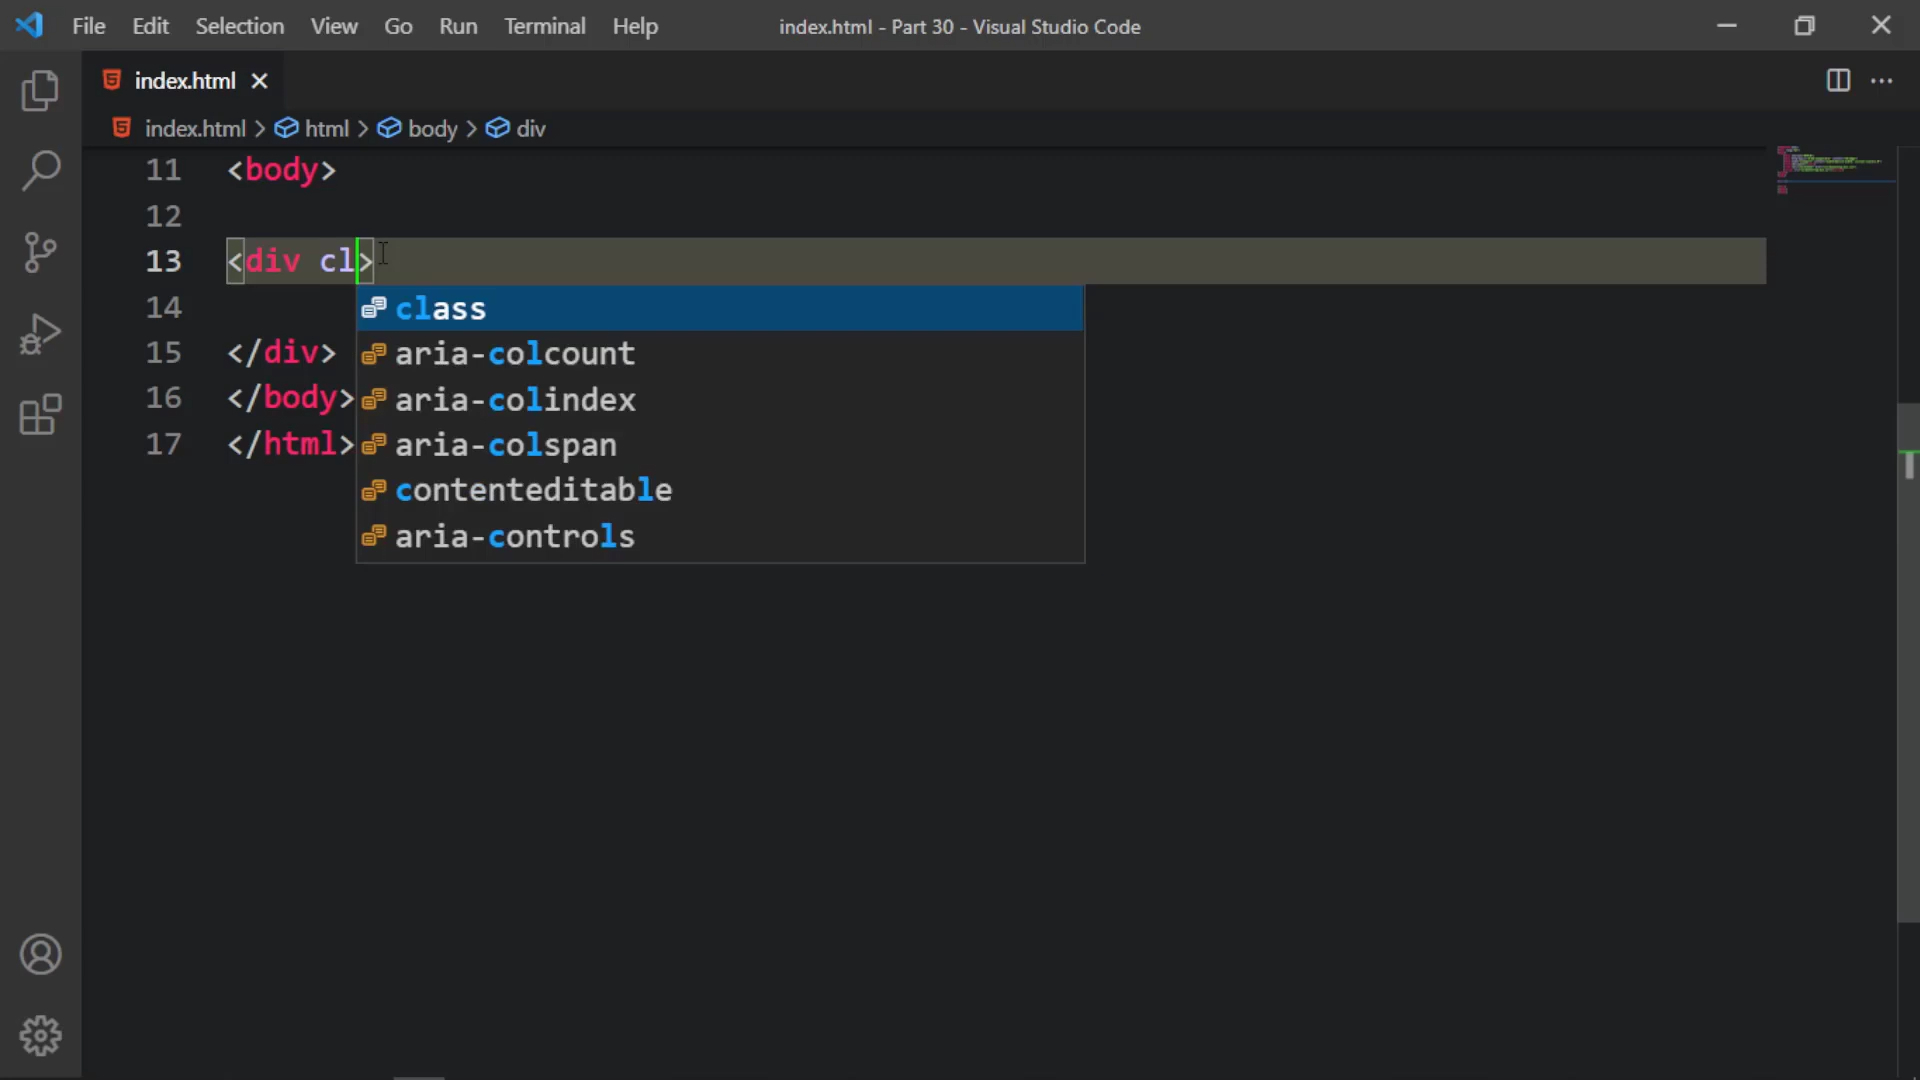 File Edit Selection View Go Run Terminal Help index.html - Part 30 - Visual Studio Code
index.html
index.html > html > body > div
11 <body>
12
13 <div cl>
14 class
15 </div> aria-colcount
16 </body> aria-colindex
17 </html> aria-colspan
contenteditable
aria-controls